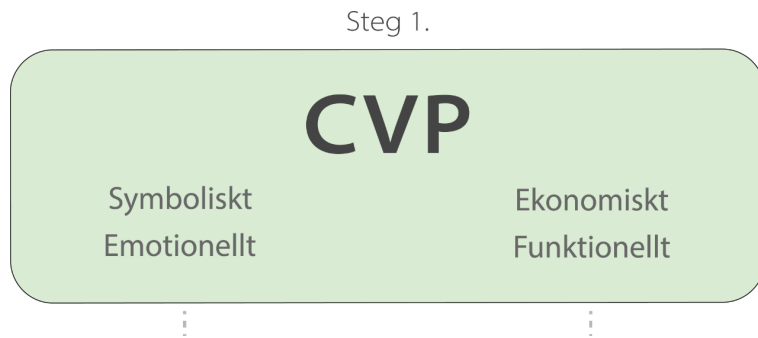 Steg 1.
CVP
Symboliskt
Emotionellt
Ekonomiskt
Funktionellt